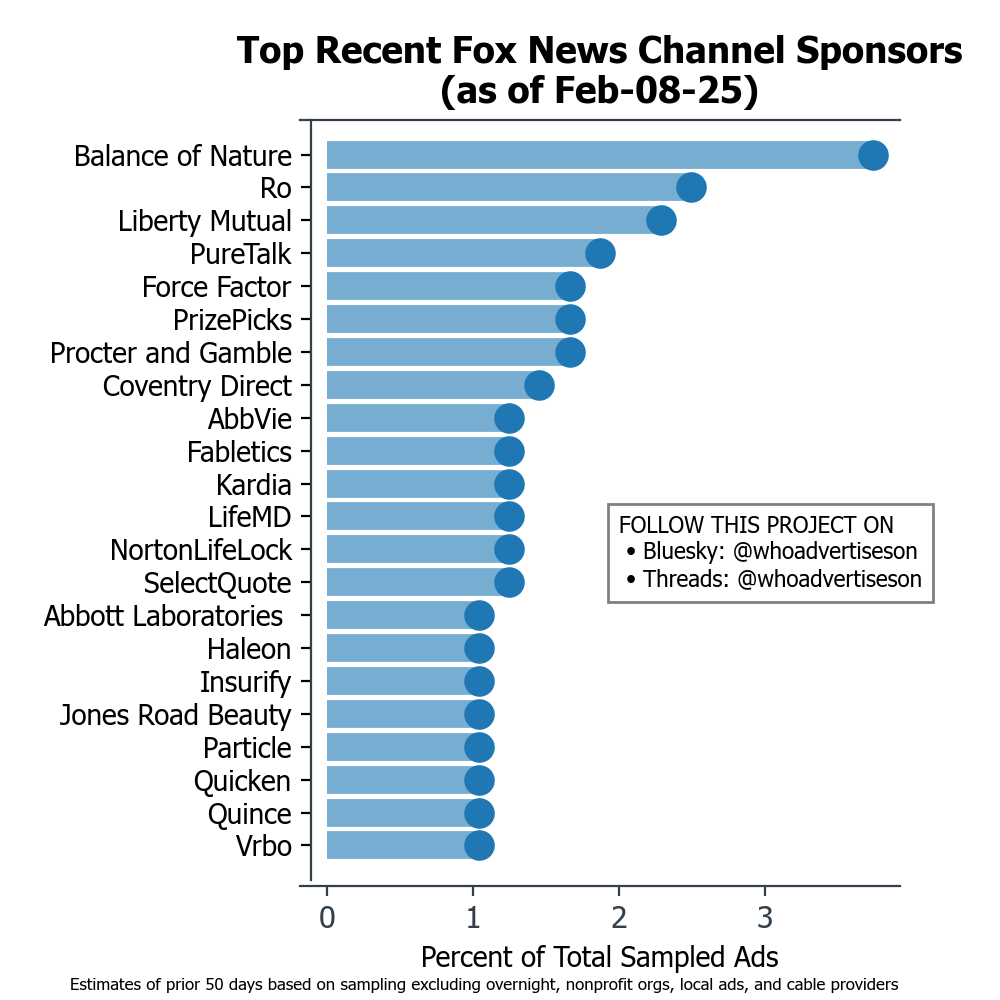 Top Recent Fox News Channel Sponsors
(as of Feb-08-25)
Balance of Nature
Ro
Liberty Mutual
PureTalk
Force Factor
PrizePicks
Procter and Gamble
Coventry Direct
AbbVie
Fabletics
Kardia
LifeMD
NortonLifeLock
SelectQuote
Abbott Laboratories
Haleon
Insurify
Jones Road Beauty
Particle
Quicken
Quince
Vrbo
FOLLOW THIS PROJECT ON
• Bluesky: @whoadvertiseson
• Threads: @whoadvertiseson
0 1 2 3
Percent of Total Sampled Ads
Estimates of prior 50 days based on sampling excluding overnight, nonprofit orgs, local ads, and cable providers